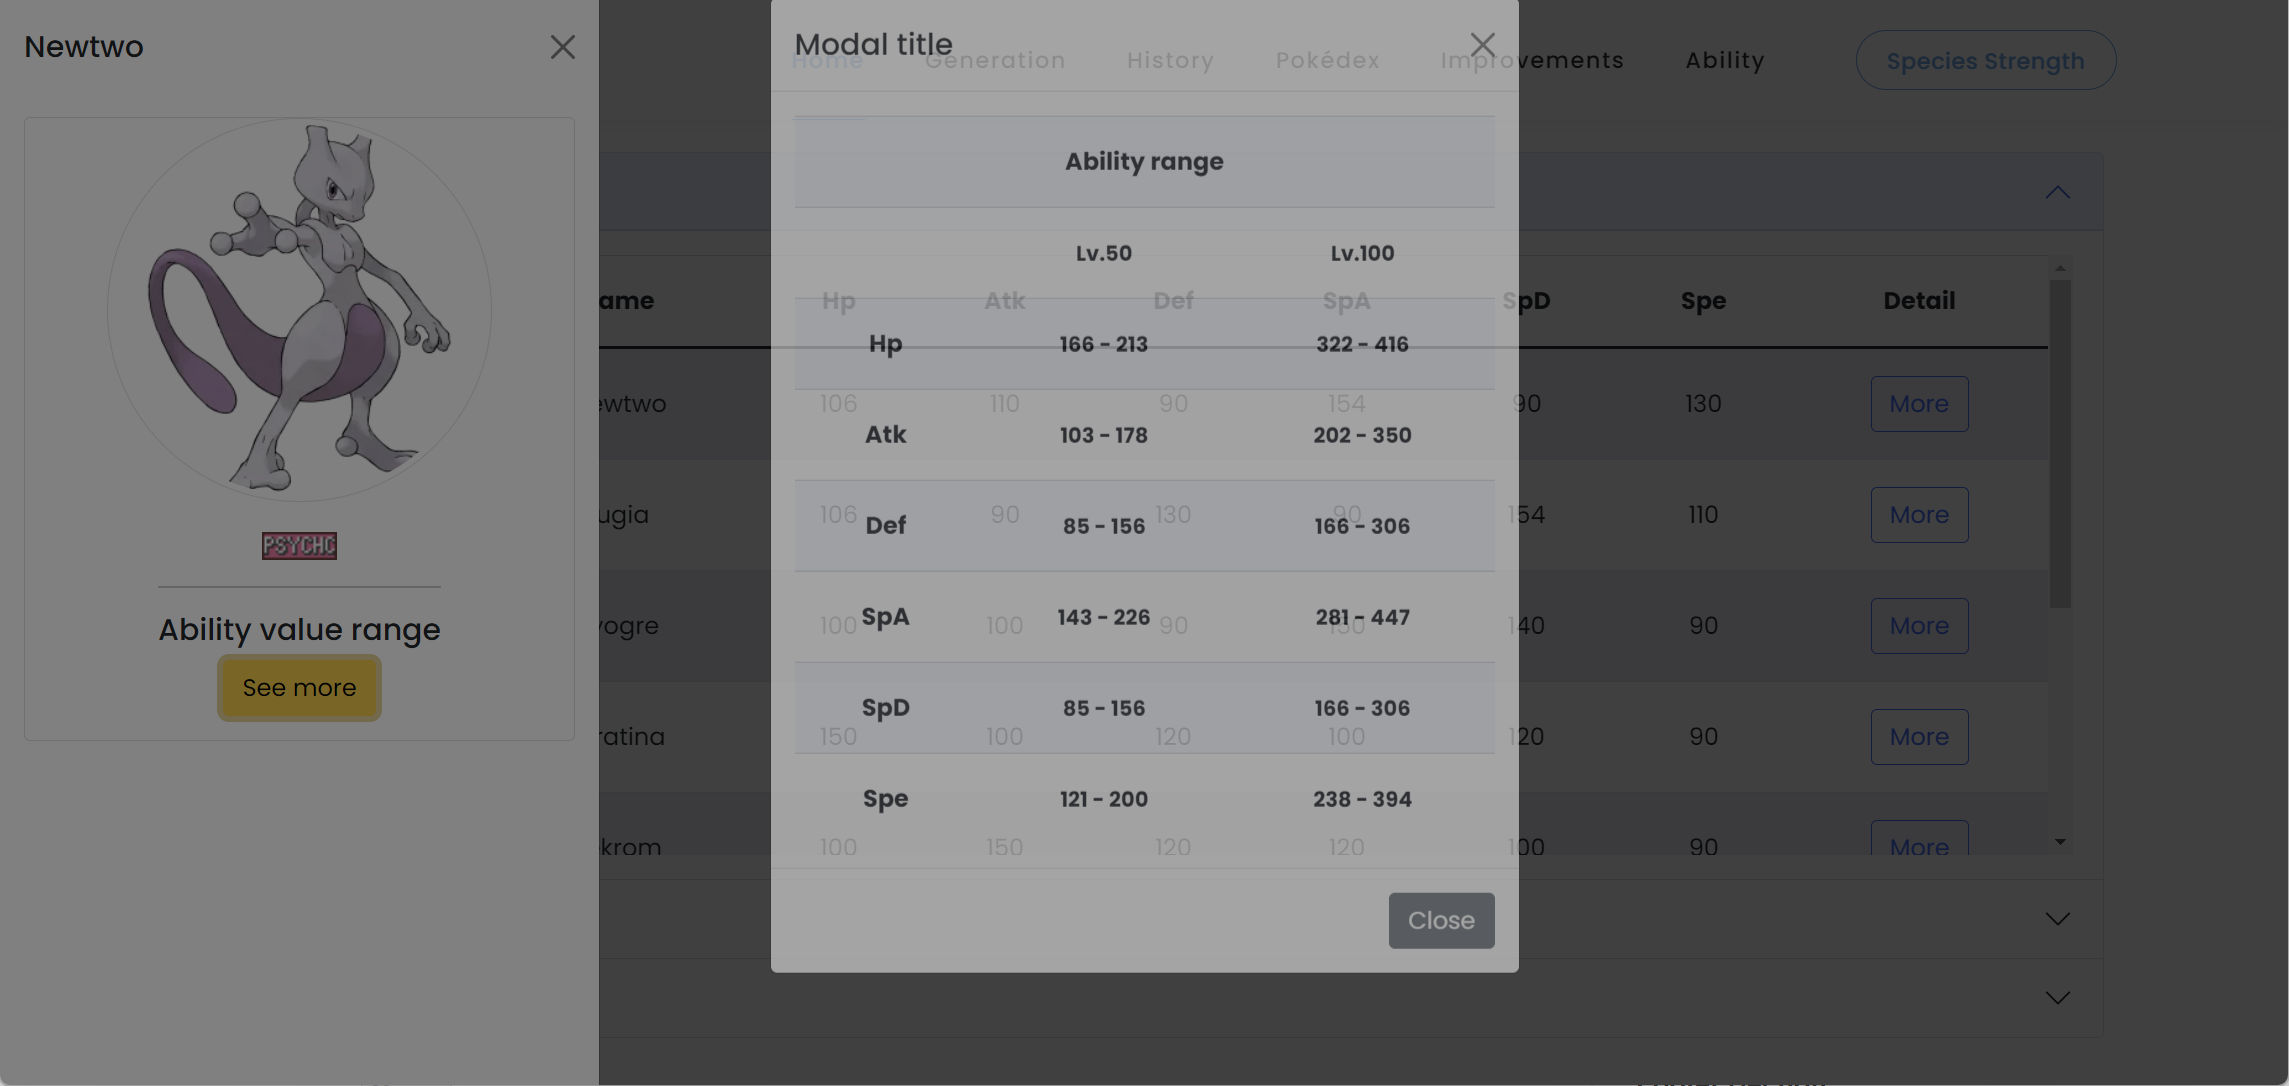 Newtwo
PSYCHC
Ability value range
See more
Home Generation History Pokédex Improvements Ability Species Strength
Modal title
Ability range
Lv.50 Lv.100
Hp 166 - 213 322 - 416
Atk 103 - 178 202 - 350
Def 85 - 156 166 - 306
SpA 143 - 226 281 - 447
SpD 85 - 156 166 - 306
Spe 121 - 200 238 - 394
Close
ame Hp Atk Def SpA SpD Spe Detail
ewtwo 106 110 90 154 90 130 More
ugia 106 90 130 90 154 110 More
yogre 100 100 90 150 140 90 More
ratina 150 100 120 100 120 90 More
krom 100 150 120 120 100 90 More